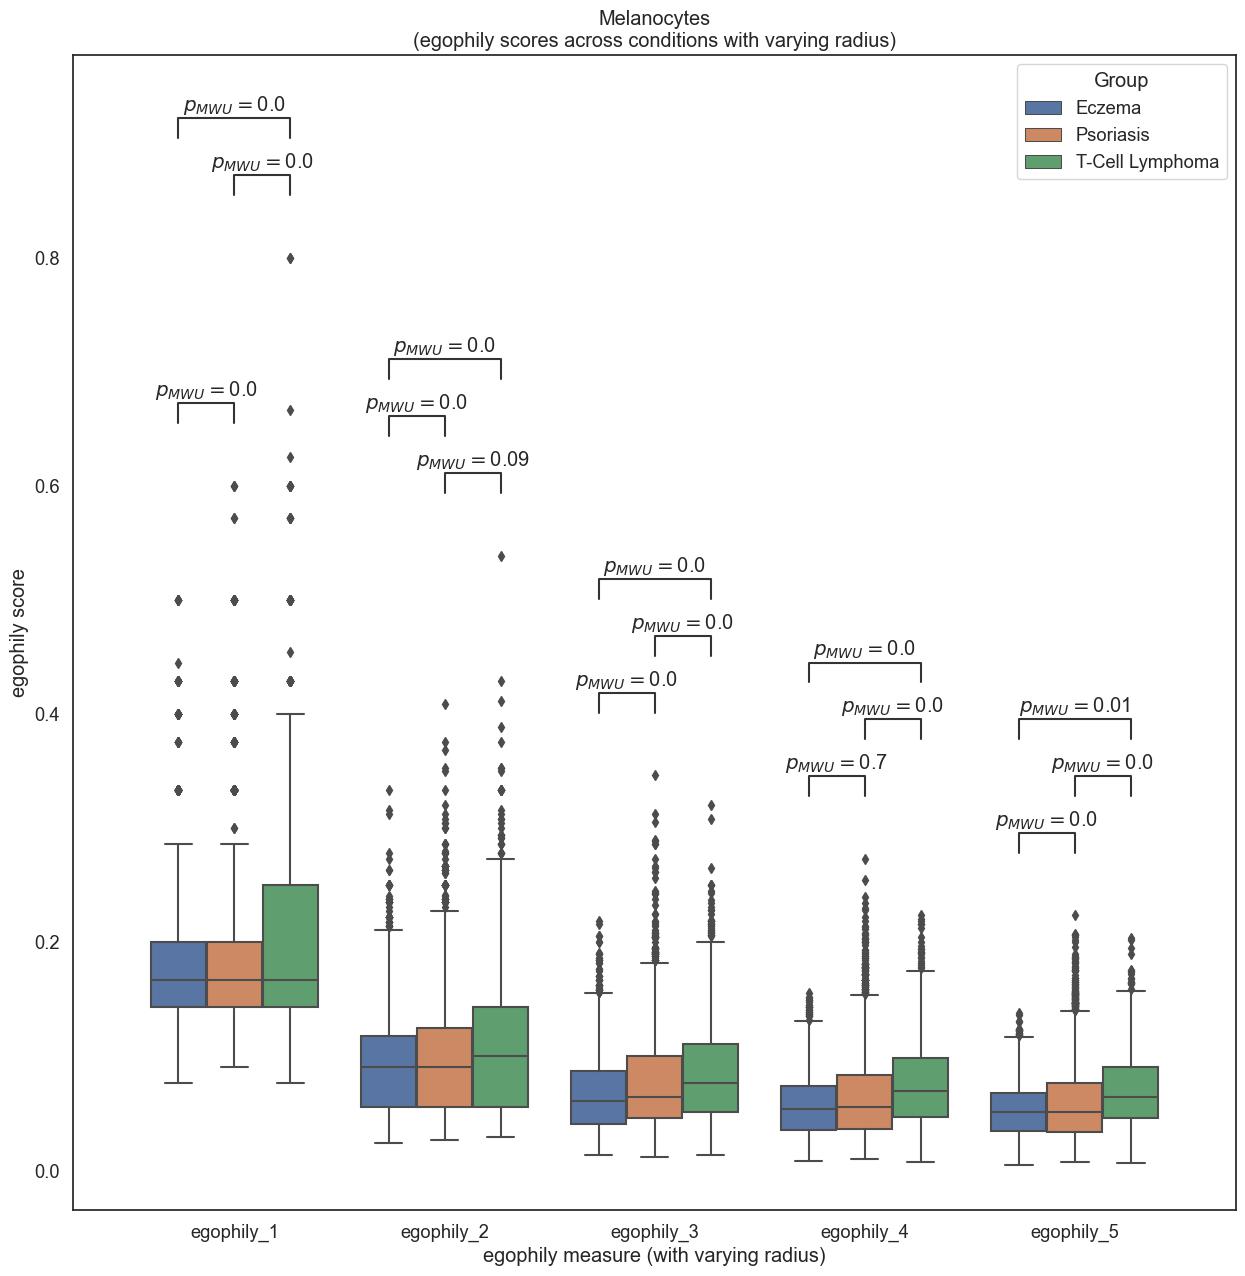 Melanocytes
(egophily scores across conditions with varying radius)
Group
Eczema
Psoriasis
T-Cell Lymphoma
egophily score
0.8
0.6
0.4
0.2
0.0
p_MWU = 0.0
p_MWU = 0.0
p_MWU = 0.0
p_MWU = 0.0
p_MWU = 0.0
p_MWU = 0.09
p_MWU = 0.0
p_MWU = 0.0
p_MWU = 0.0
p_MWU = 0.0
p_MWU = 0.0
p_MWU = 0.7
p_MWU = 0.01
p_MWU = 0.0
p_MWU = 0.0
egophily_1 egophily_2 egophily_3 egophily_4 egophily_5
egophily measure (with varying radius)